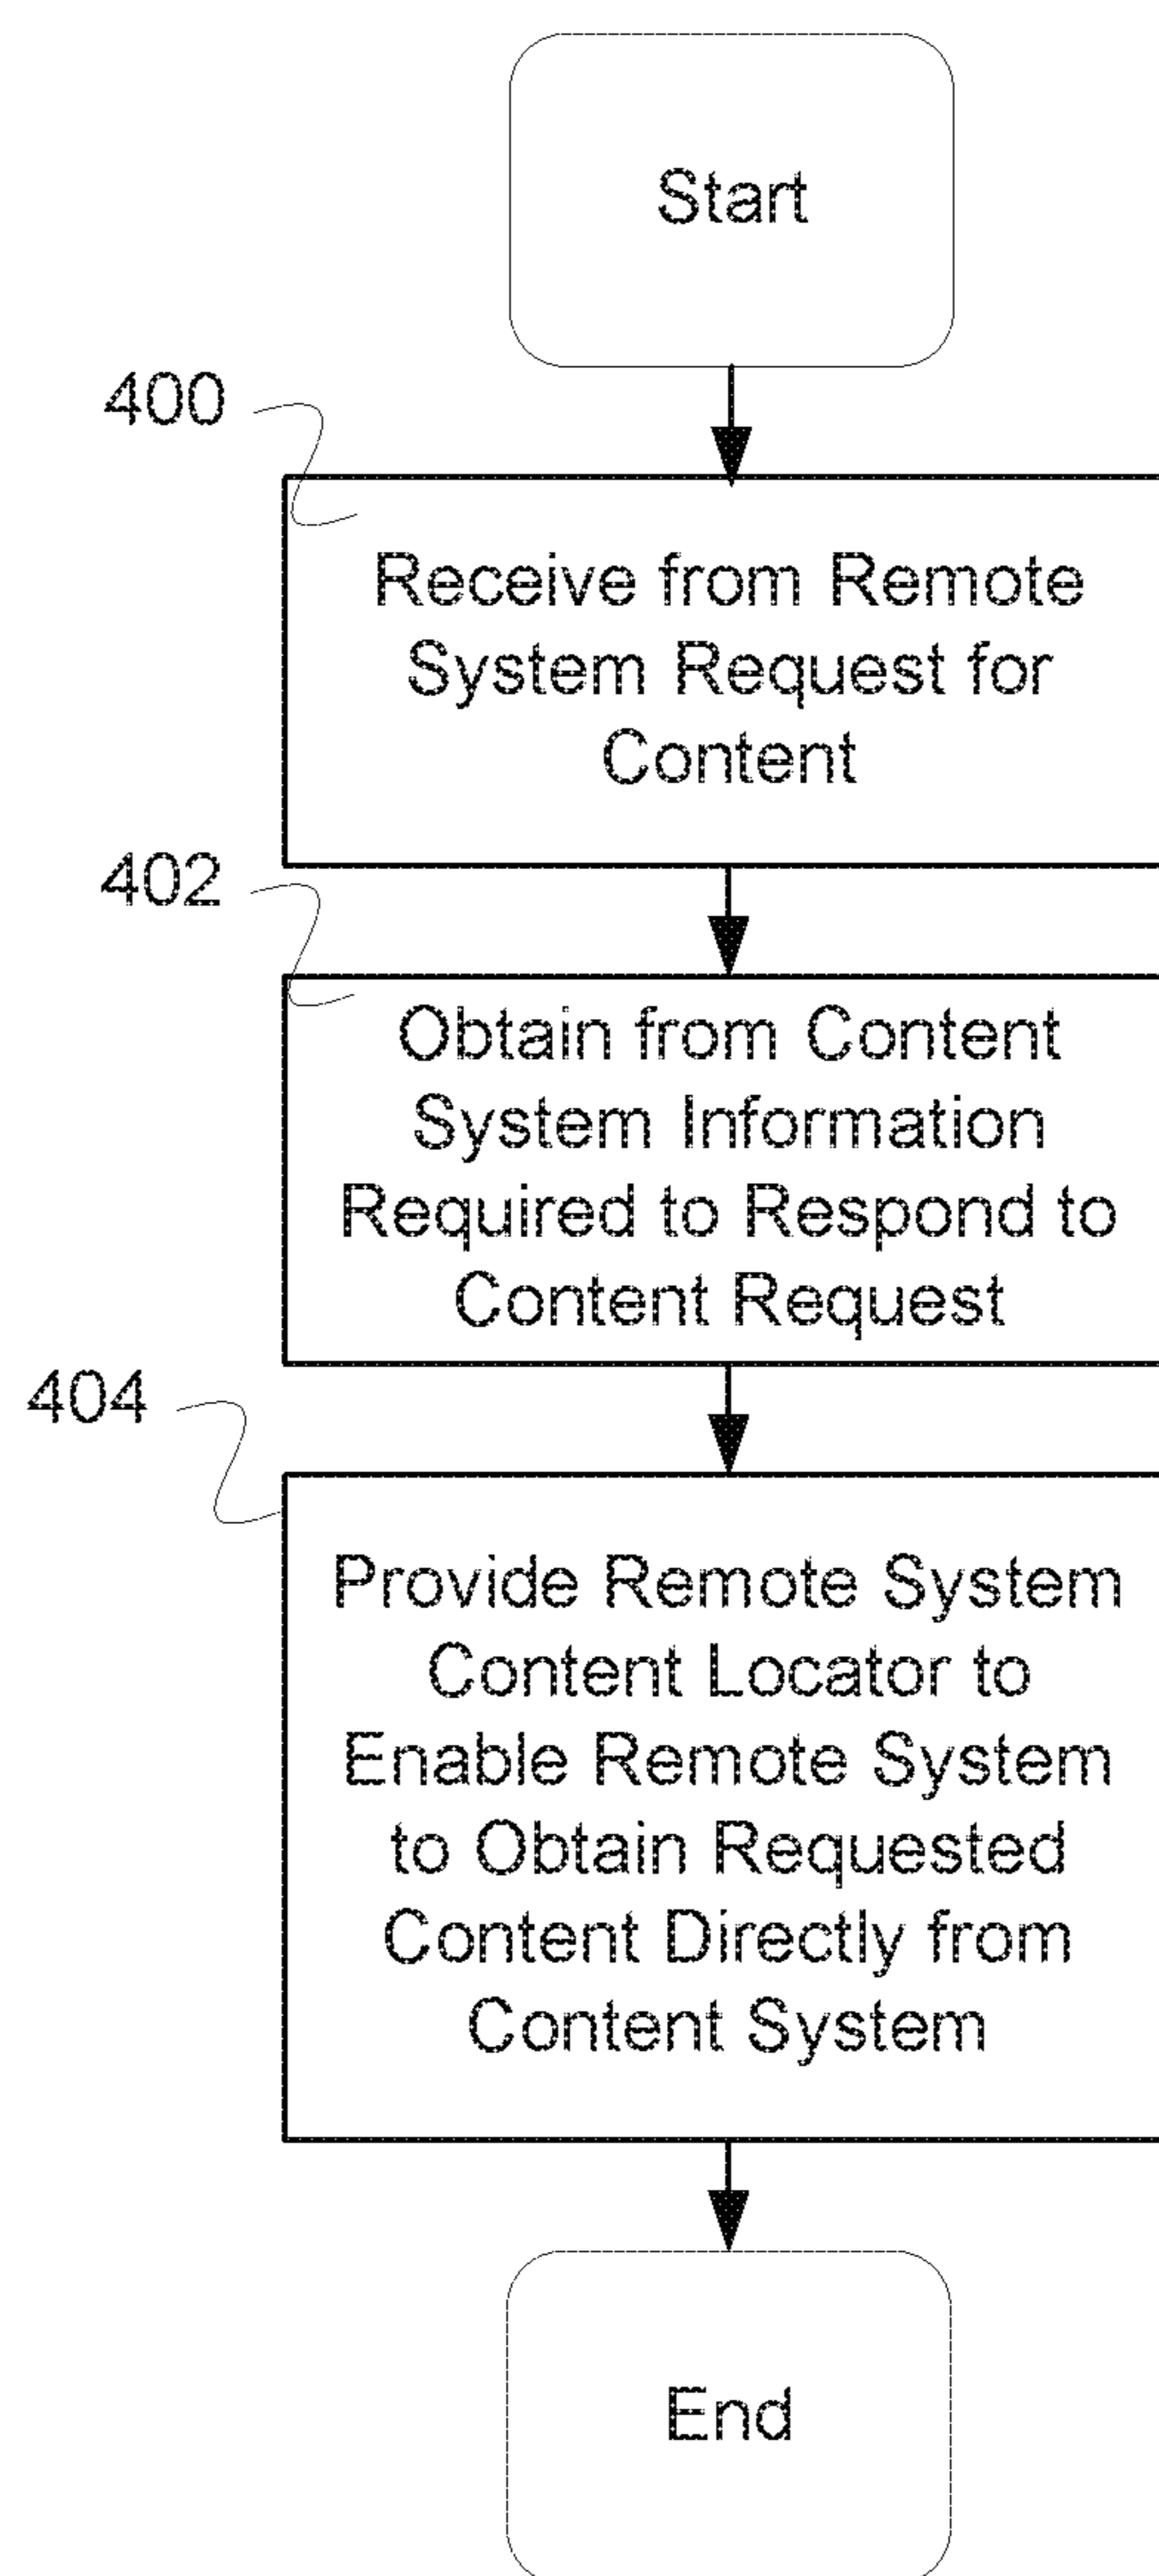 Start
400
Receive from Remote
System Request for
Content
402
Obtain from Content
System Information
Required to Respond to
Content Request
404
Provide Remote System
Content Locator to
Enable Remote System
to Obtain Requested
Content Directly from
Content System
End